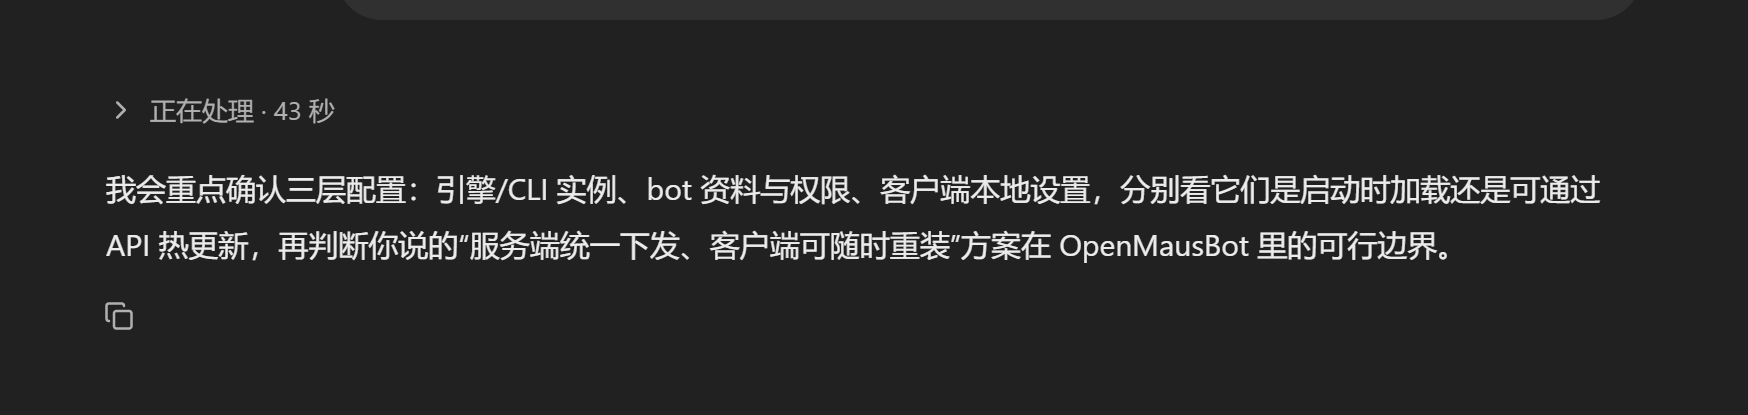 正在处理 · 43 秒
我会重点确认三层配置：引擎/CLI 实例、bot 资料与权限、客户端本地设置，分别看它们是启动时加载还是可通过
API 热更新，再判断你说的“服务端统一下发、客户端可随时重装”方案在 OpenMausBot 里的可行边界。